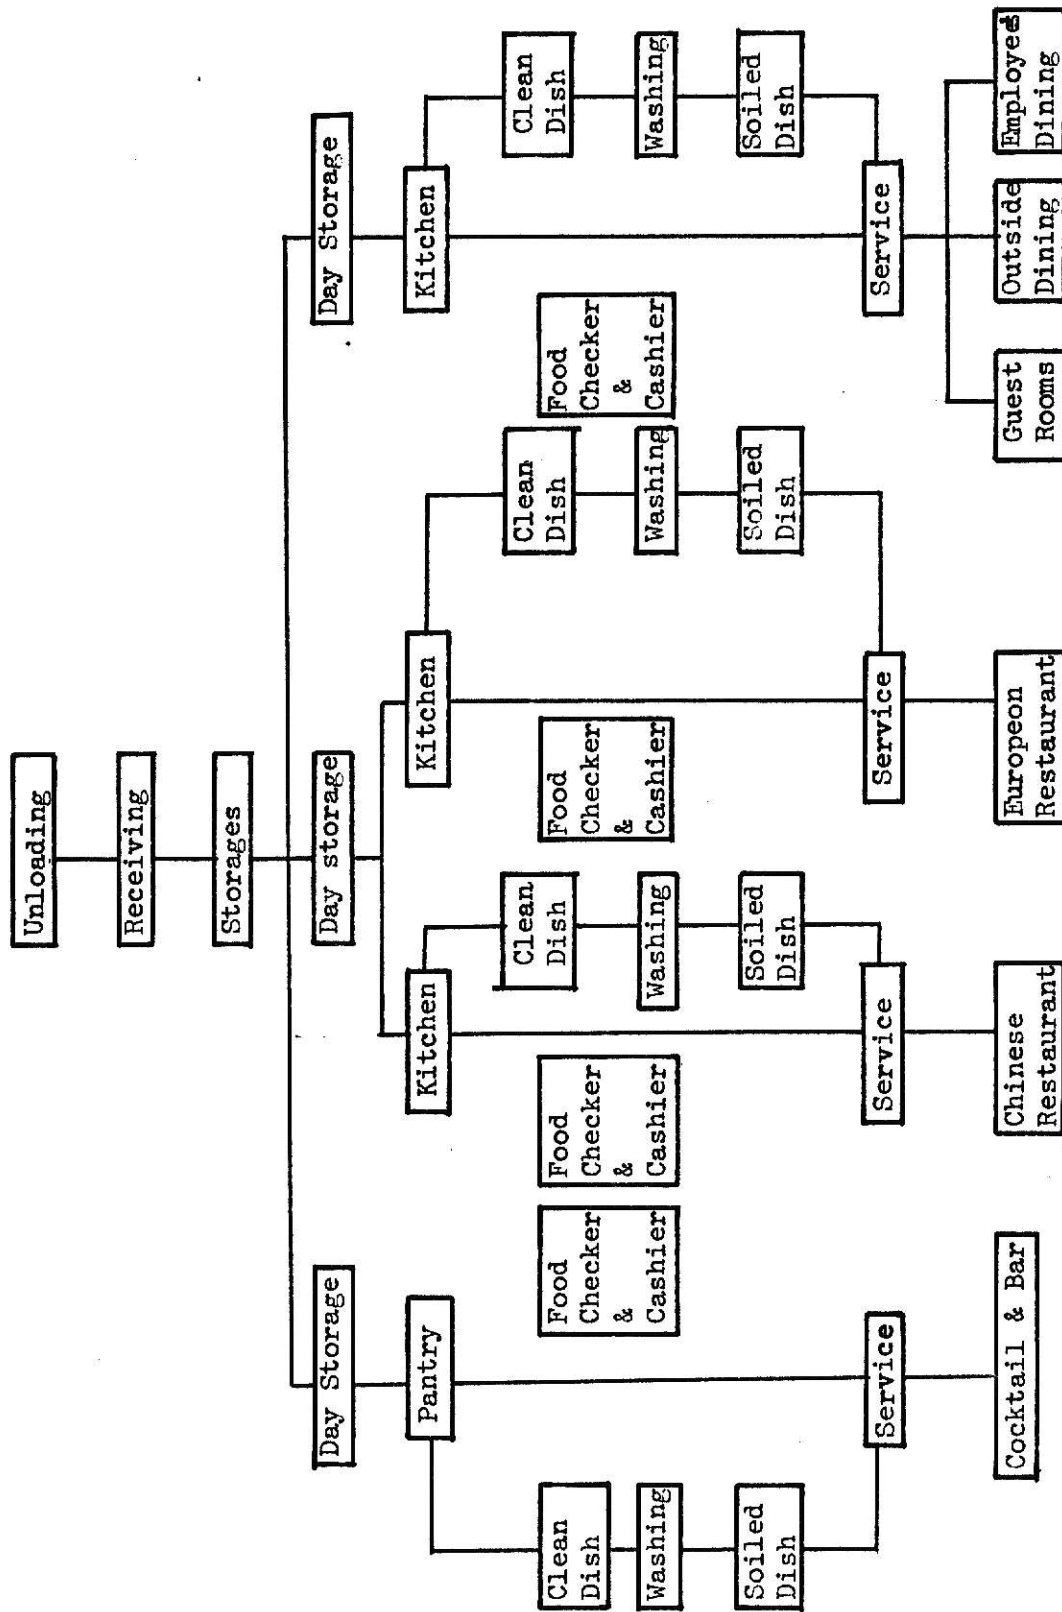 Unloading
Receiving
Storages
Day Storage
Day storage
Day Storage
Pantry
Kitchen
Kitchen
Kitchen
Clean
Dish
Food
Checker
&
Cashier
Food
Checker
&
Cashier
Clean
Dish
Food
Checker
&
Cashier
Clean
Dish
Food
Checker
&
Cashier
Clean
Dish
Washing
Washing
Washing
Washing
Soiled
Dish
Soiled
Dish
Soiled
Dish
Soiled
Dish
Service
Service
Service
Service
Cocktail & Bar
Chinese
Restaurant
Europeon
Restaurant
Guest
Rooms
Outside
Dining
Employees
Dining